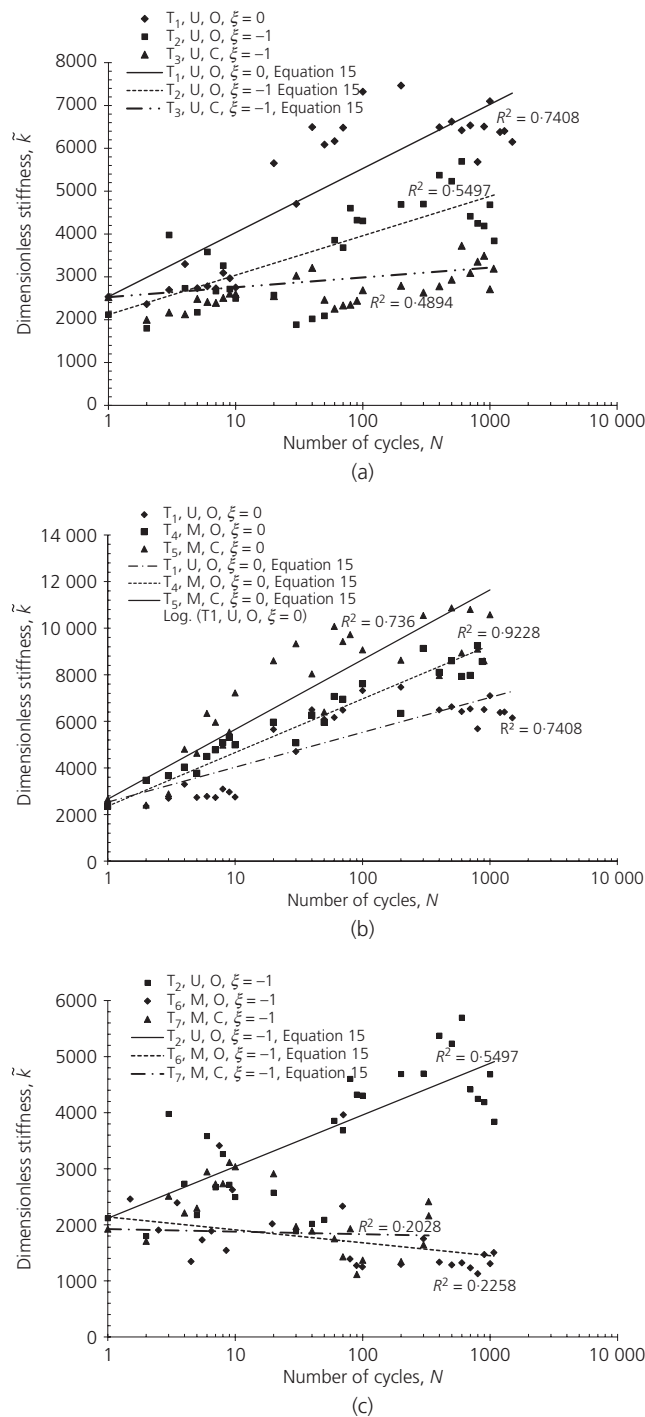 T1, U, O, ξ = 0
T2, U, O, ξ = –1
T3, U, C, ξ = –1
T1, U, O, ξ = 0, Equation 15
T2, U, O, ξ = –1 Equation 15
T3, U, C, ξ = –1, Equation 15
8000
7000
6000
5000
4000
3000
2000
1000
0
Dimensionless stiffness, k̃
R² = 0·7408
R² = 0·5497
R² = 0·4894
1
10
100
1000
10 000
Number of cycles, N
(a)
T1, U, O, ξ = 0
T4, M, O, ξ = 0
T5, M, C, ξ = 0
T1, U, O, ξ = 0, Equation 15
T4, M, O, ξ = 0, Equation 15
T5, M, C, ξ = 0, Equation 15
Log. (T1, U, O, ξ = 0)
14 000
12 000
10 000
8000
6000
4000
2000
0
Dimensionless stiffness, k̃
R² = 0·736
R² = 0·9228
R² = 0·7408
1
10
100
1000
10 000
Number of cycles, N
(b)
T2, U, O, ξ = –1
T6, M, O, ξ = –1
T7, M, C, ξ = –1
T2, U, O, ξ = –1, Equation 15
T6, M, O, ξ = –1, Equation 15
T7, M, C, ξ = –1, Equation 15
6000
5000
4000
3000
2000
1000
0
Dimensionless stiffness, k̃
R² = 0·5497
R² = 0·2028
R² = 0·2258
1
10
100
1000
10 000
Number of cycles, N
(c)